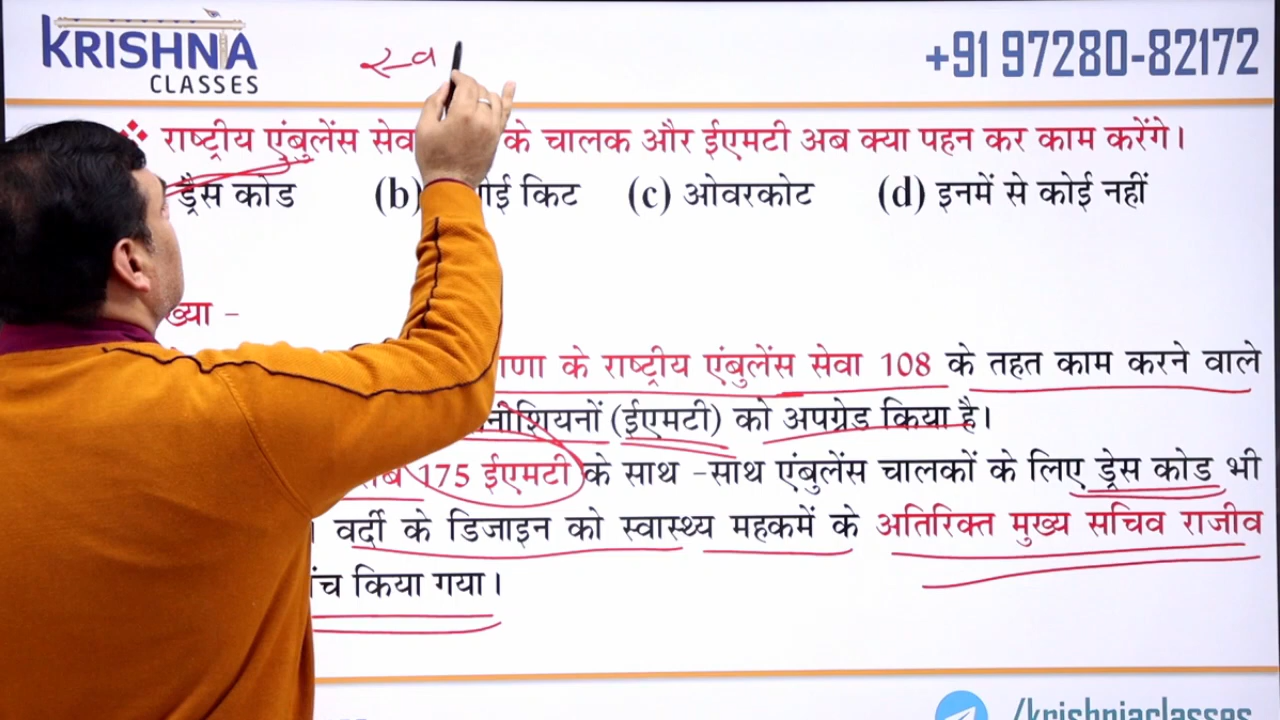 KRISHNA
CLASSES
+91 97280-82172
स्व
राष्ट्रीय एंबुलेंस के चालक और ईएमटी अब क्या पहन कर काम करेंगे।
ड्रैस कोड (b) किट (c) ओवरकोट (d) इनमें से कोई नहीं
के राष्ट्रीय एंबुलेंस सेवा 108 के तहत काम करने वाले
(ईएमटी) को अपग्रेड किया है।
175 ईएमटी के साथ -साथ एंबुलेंस चालकों के लिए ड्रेस कोड भी
। वर्दी के डिजाइन को स्वास्थ्य महकमें के अतिरिक्त मुख्य सचिव राजीव
किया गया।
/krishniaclasses